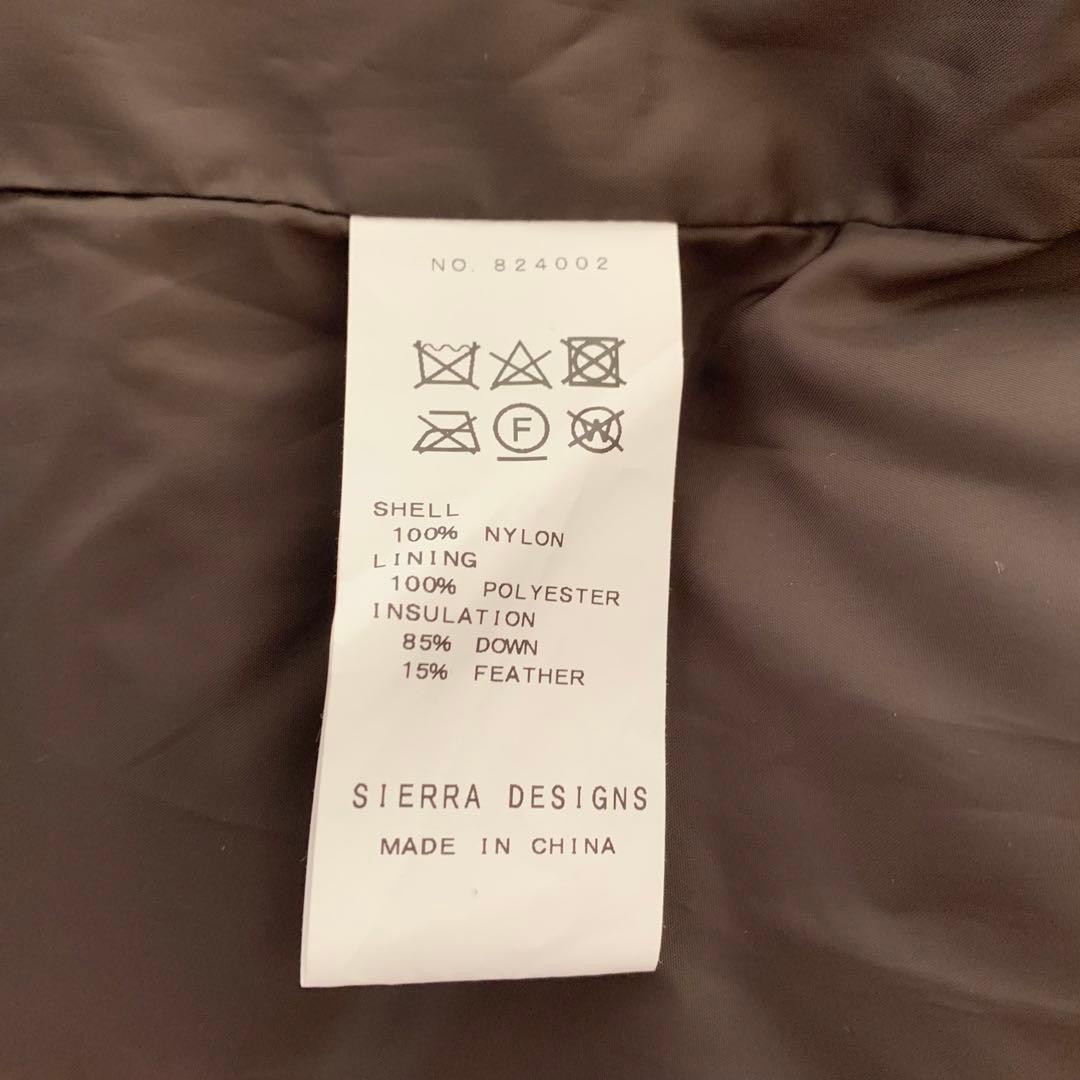 NO. 824002
F W
SHELL
100% NYLON
LINING
100% POLYESTER
INSULATION
85% DOWN
15% FEATHER
SIERRA DESIGNS
MADE IN CHINA